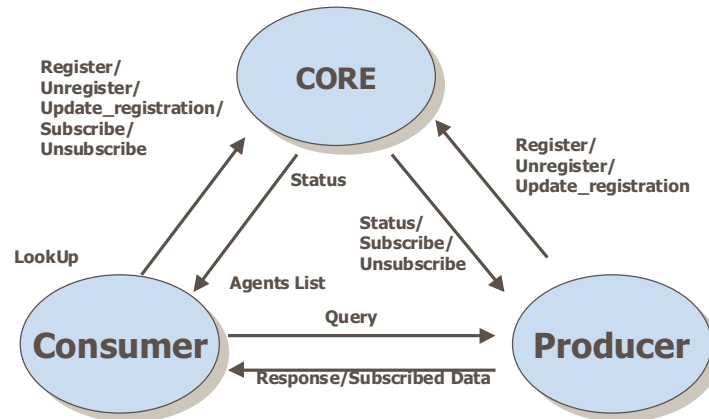 CORE
Register/
Unregister/
Update_registration/
Subscribe/
Unsubscribe
Register/
Unregister/
Update_registration
Status
Status/
Subscribe/
Unsubscribe
LookUp
Agents List
Query
Consumer
Producer
Response/Subscribed Data